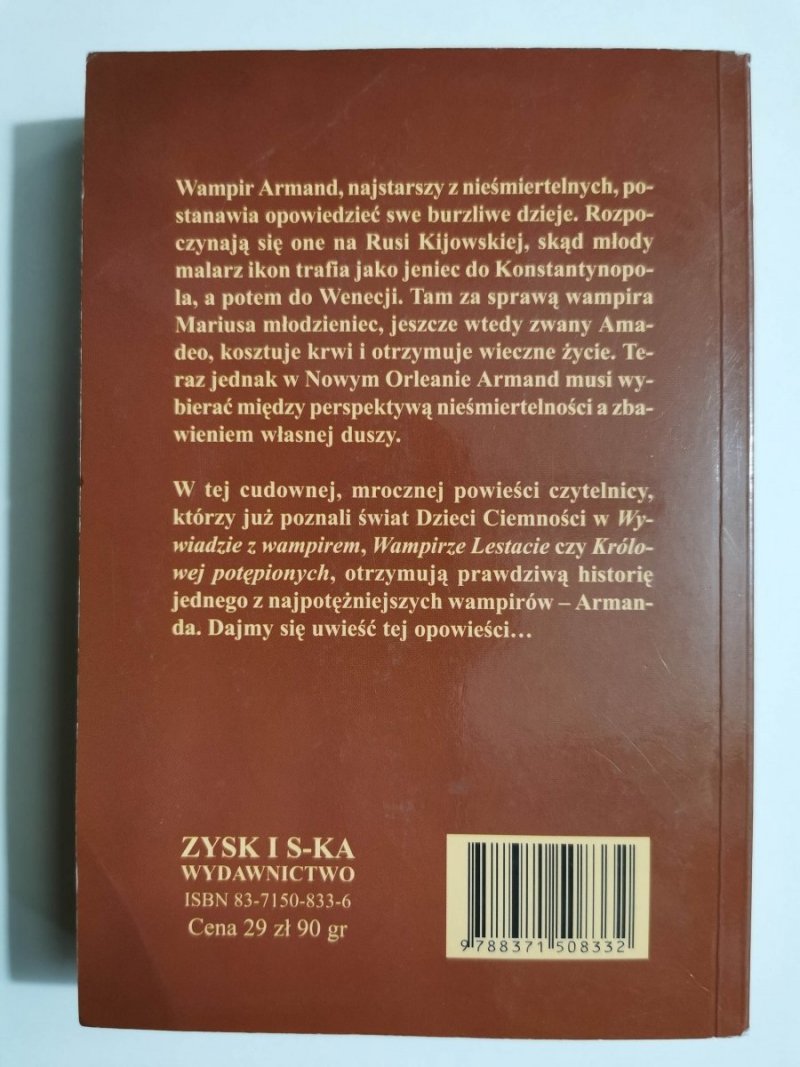 Wampir Armand, najstarszy z nieśmiertelnych, po-
stanawia opowiedzieć swe burzliwe dzieje. Rozpo-
czynają się one na Rusi Kijowskiej, skąd młody
malarz ikon trafia jako jeniec do Konstantynopo-
la, a potem do Wenecji. Tam za sprawą wampira
Mariusa młodzieniec, jeszcze wtedy zwany Ama-
deo, kosztuje krwi i otrzymuje wieczne życie. Te-
raz jednak w Nowym Orleanie Armand musi wy-
bierać między perspektywą nieśmiertelności a zba-
wieniem własnej duszy.
W tej cudownej, mrocznej powieści czytelnicy,
którzy już poznali świat Dzieci Ciemności w Wy-
wiadzie z wampirem, Wampirze Lestacie czy Królo-
wej potępionych, otrzymują prawdziwą historię
jednego z najpotężniejszych wampirów – Arman-
da. Dajmy się uwieść tej opowieści...
ZYSK I S-KA
WYDAWNICTWO
ISBN 83-7150-833-6
Cena 29 zł 90 gr
9 788371 508332